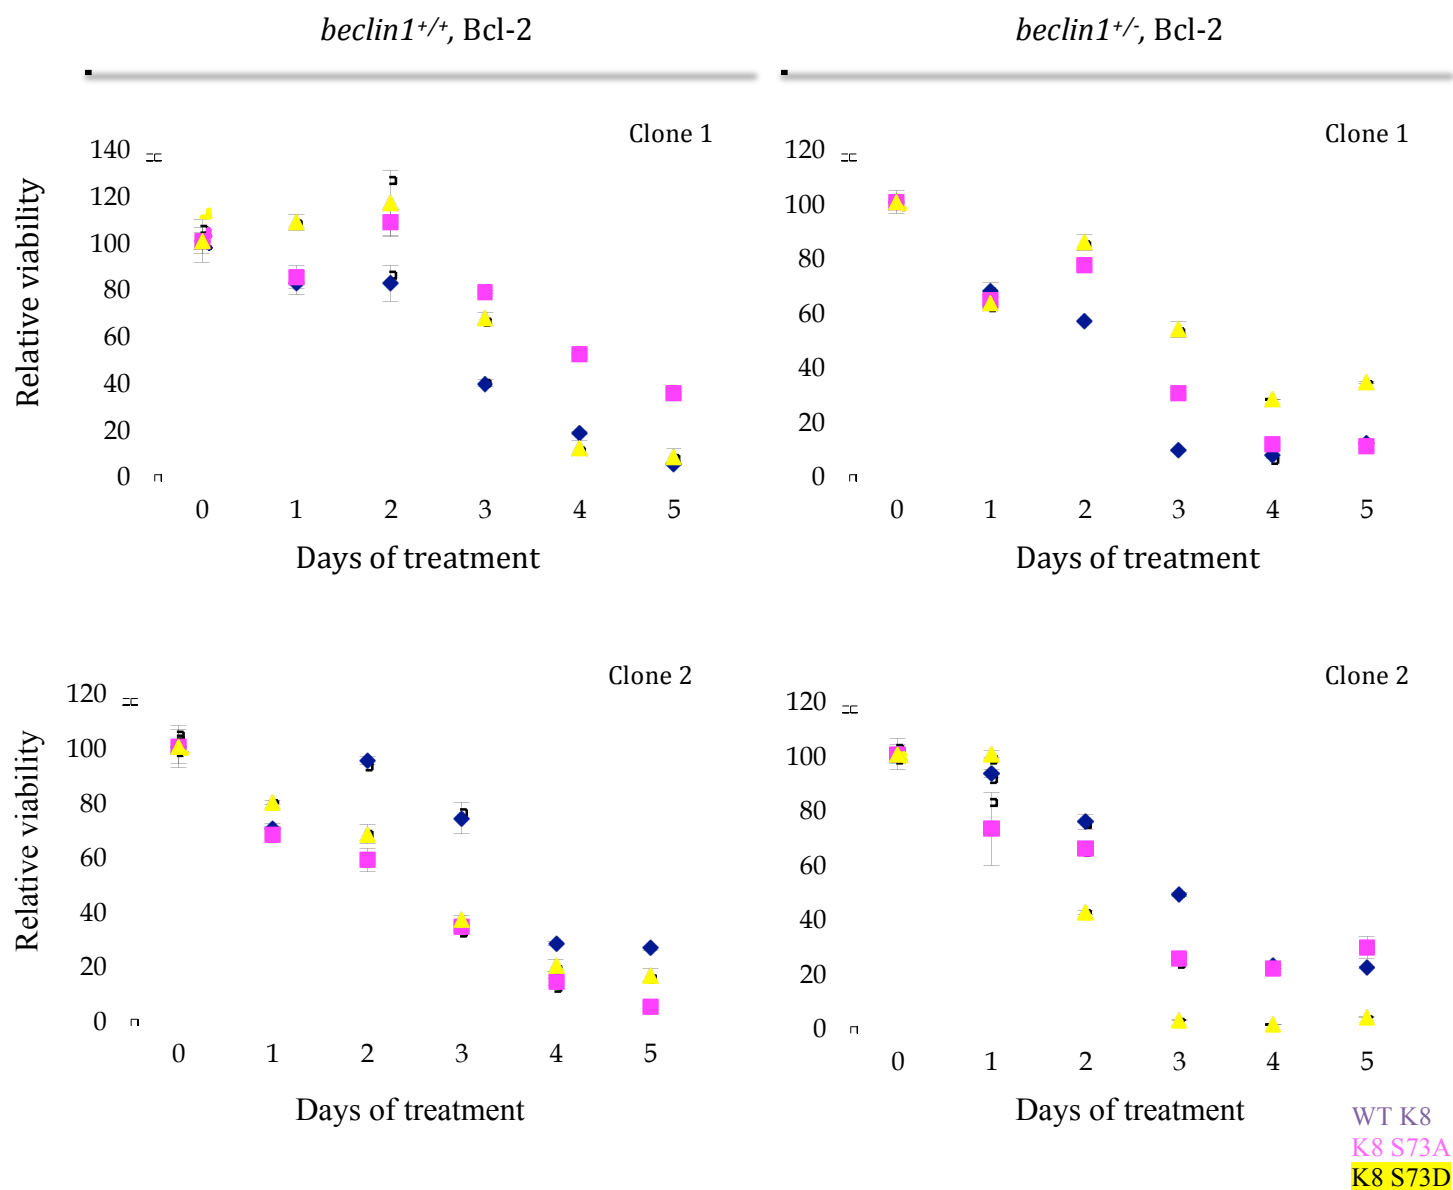 beclin1+/+, Bcl-2
beclin1+/-, Bcl-2
Clone 1
140
120
100
80
60
40
20
0
Relative viability
0 1 2 3 4 5
Days of treatment
Clone 1
120
100
80
60
40
20
0
0 1 2 3 4 5
Days of treatment
Clone 2
120
100
80
60
40
20
0
Relative viability
0 1 2 3 4 5
Days of treatment
Clone 2
120
100
80
60
40
20
0
0 1 2 3 4 5
Days of treatment
WT K8
K8 S73A
K8 S73D